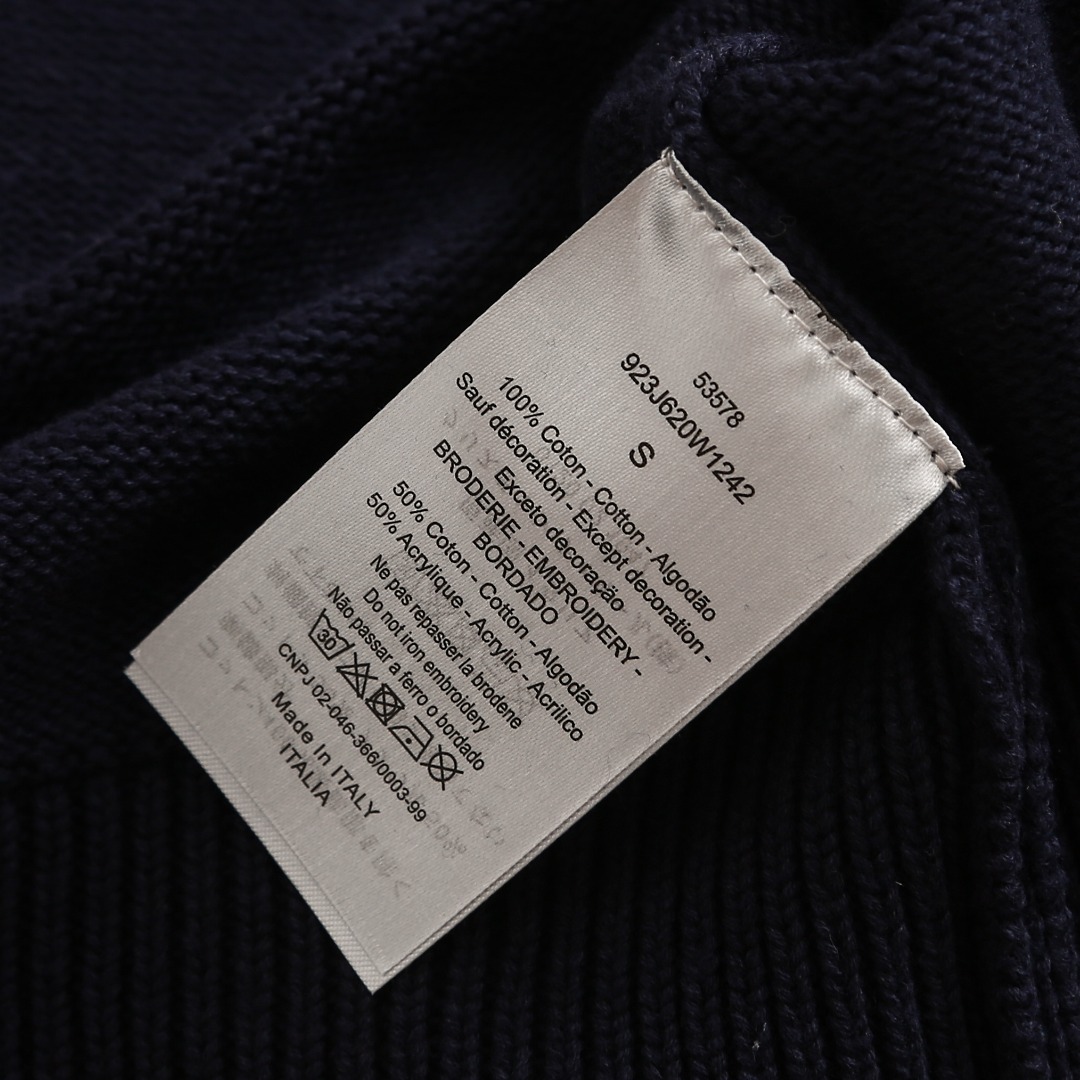 53578
923J620W1242
S
100% Coton - Cotton - Algodão
Sauf décoration - Except decoration -
Exceto decoração
BRODERIE - EMBROIDERY -
BORDADO
50% Coton - Cotton - Algodão
50% Acrylique - Acrylic - Acrílico
Ne pas repasser la broderie
Do not iron embroidery
Não passar a ferro o bordado
30
CNPJ 02-046-366/0003-99
Made In ITALY
ITALIA